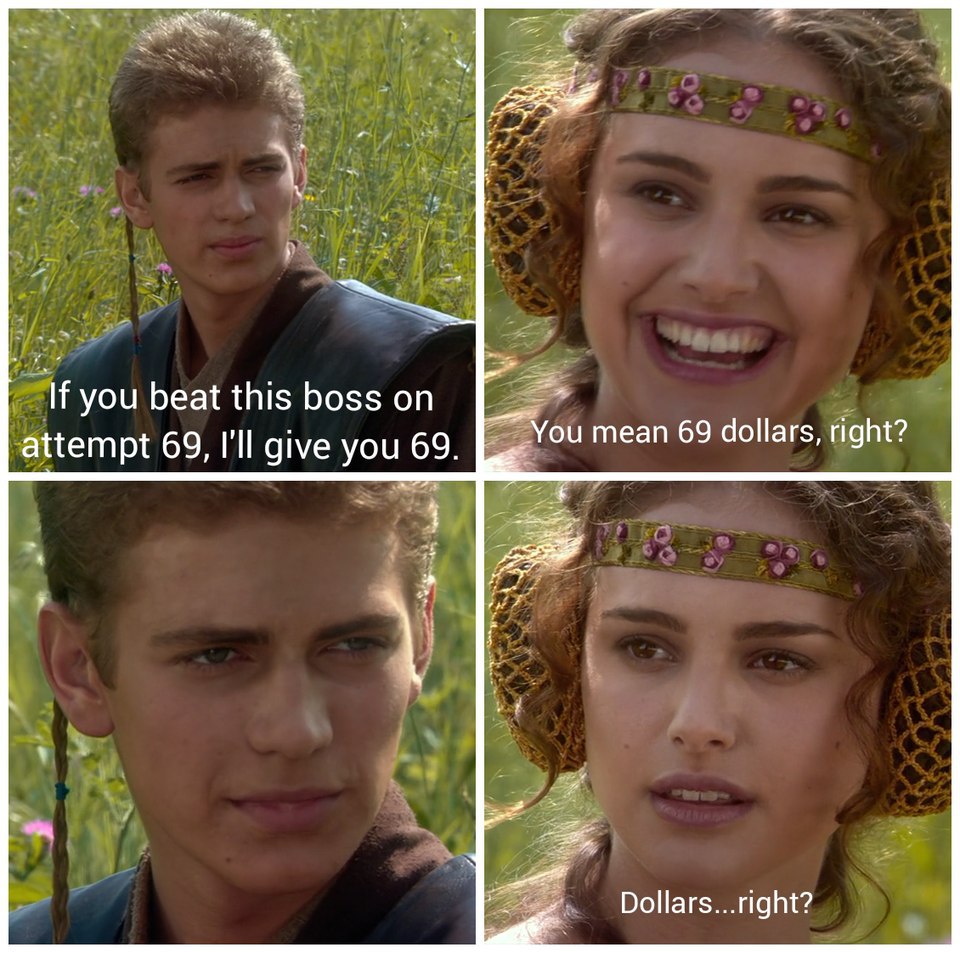 If you beat this boss on
attempt 69, I'll give you 69.
You mean 69 dollars, right?
Dollars...right?